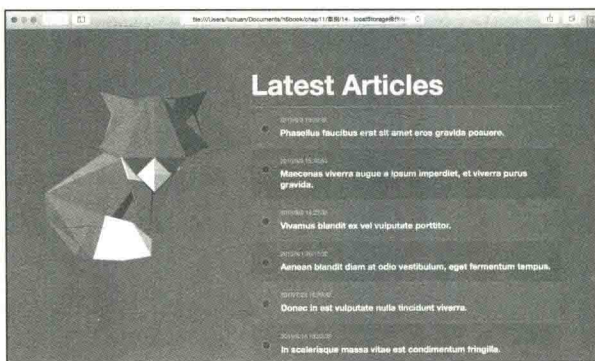 Latest Articles
Phasellus faucibus erat sit amet eros gravida posuere.
Maecenas viverra augue a ipsum imperdiet, et viverra purus
gravida.
Vivamus blandit ex vel vulputate porttitor.
Aenean blandit diam at odio vestibulum, eget fermentum tempus.
Donec in est vulputate nulla tincidunt viverra.
In scelerisque massa vitae est condimentum fringilla.